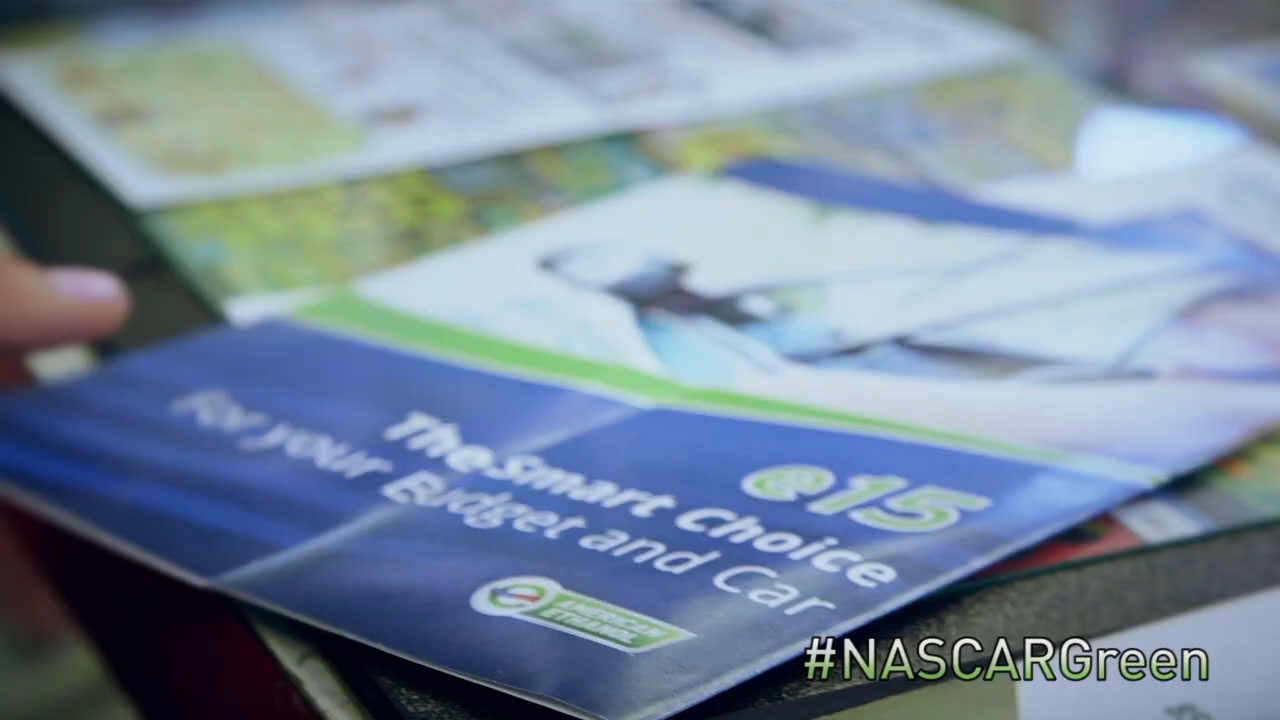 e15
The Smart Choice
For your Budget and Car
AMERICAN
ETHANOL
#NASCARGreen